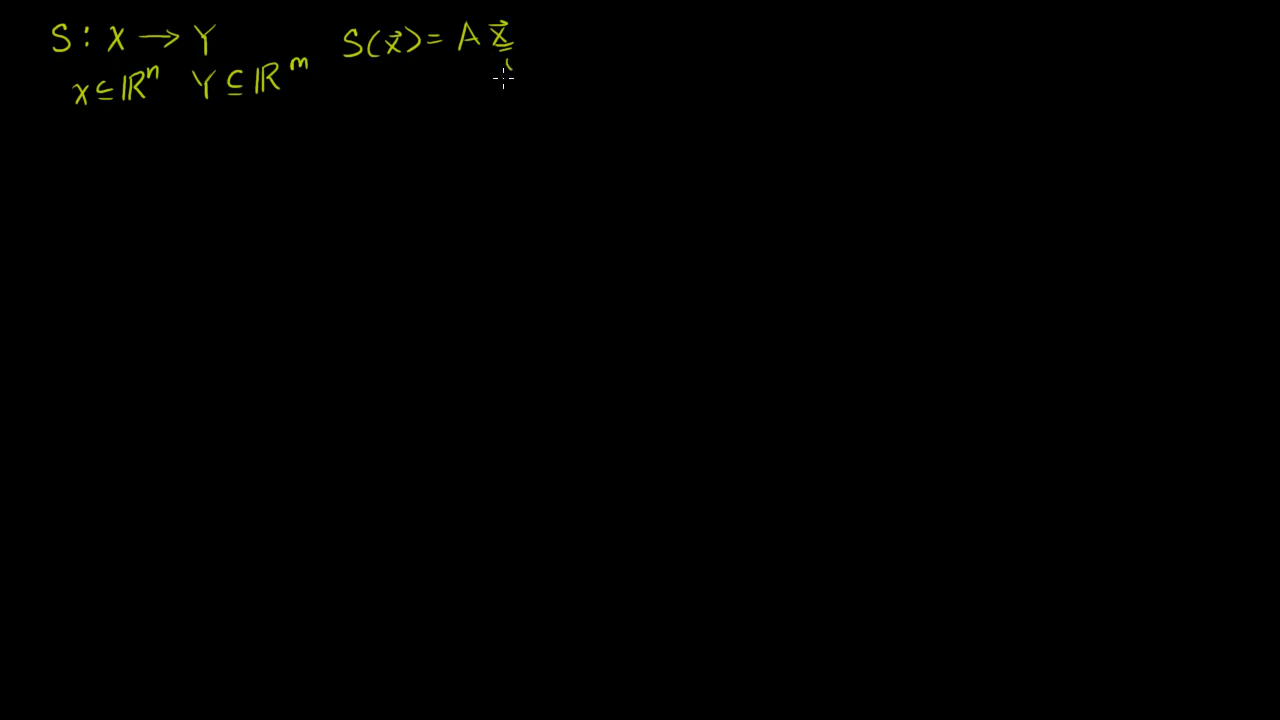 S : X → Y S(x⃗) = A x⃗
X ⊆ ℝⁿ Y ⊆ ℝᵐ